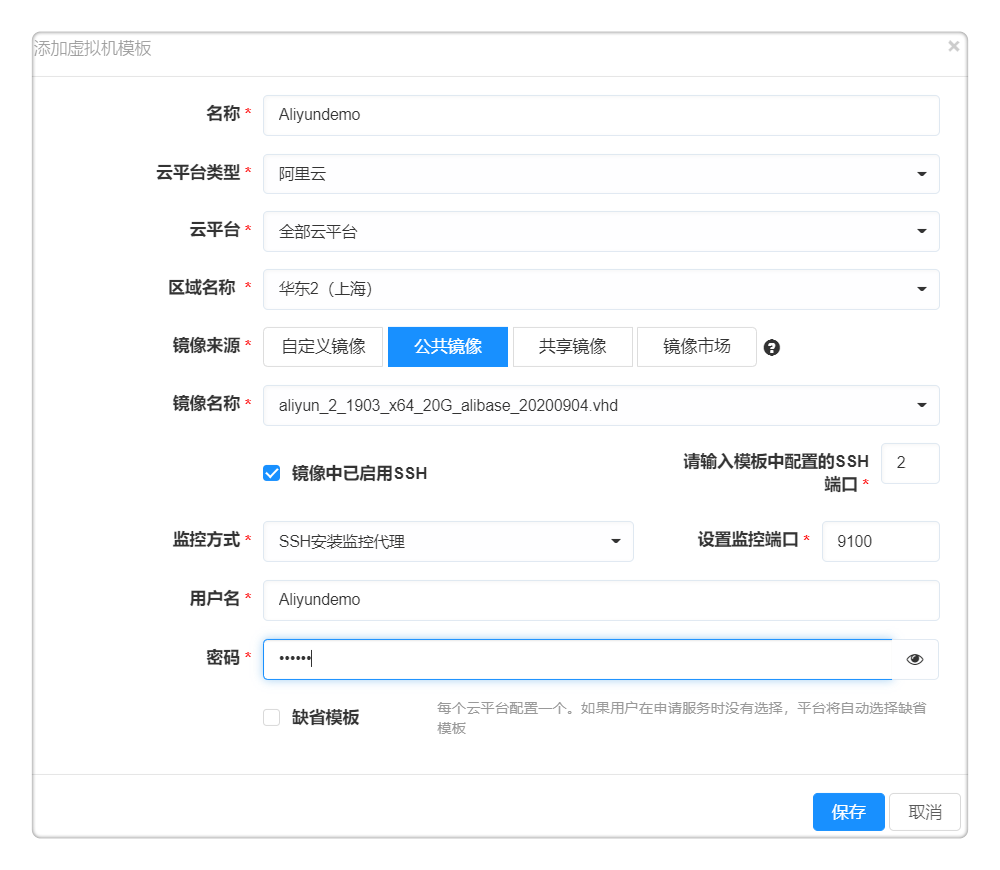 添加虚拟机模板 ×
名称 * Aliyundemo
云平台类型 * 阿里云
云平台 * 全部云平台
区域名称 * 华东2（上海）
镜像来源 * 自定义镜像 公共镜像 共享镜像 镜像市场 ?
镜像名称 * aliyun_2_1903_x64_20G_alibase_20200904.vhd
镜像中已启用SSH 请输入模板中配置的SSH 2
端口 *
监控方式 * SSH安装监控代理 设置监控端口 * 9100
用户名 * Aliyundemo
密码 * ••••••
缺省模板 每个云平台配置一个。如果用户在申请服务时没有选择，平台将自动选择缺省
模板
保存 取消